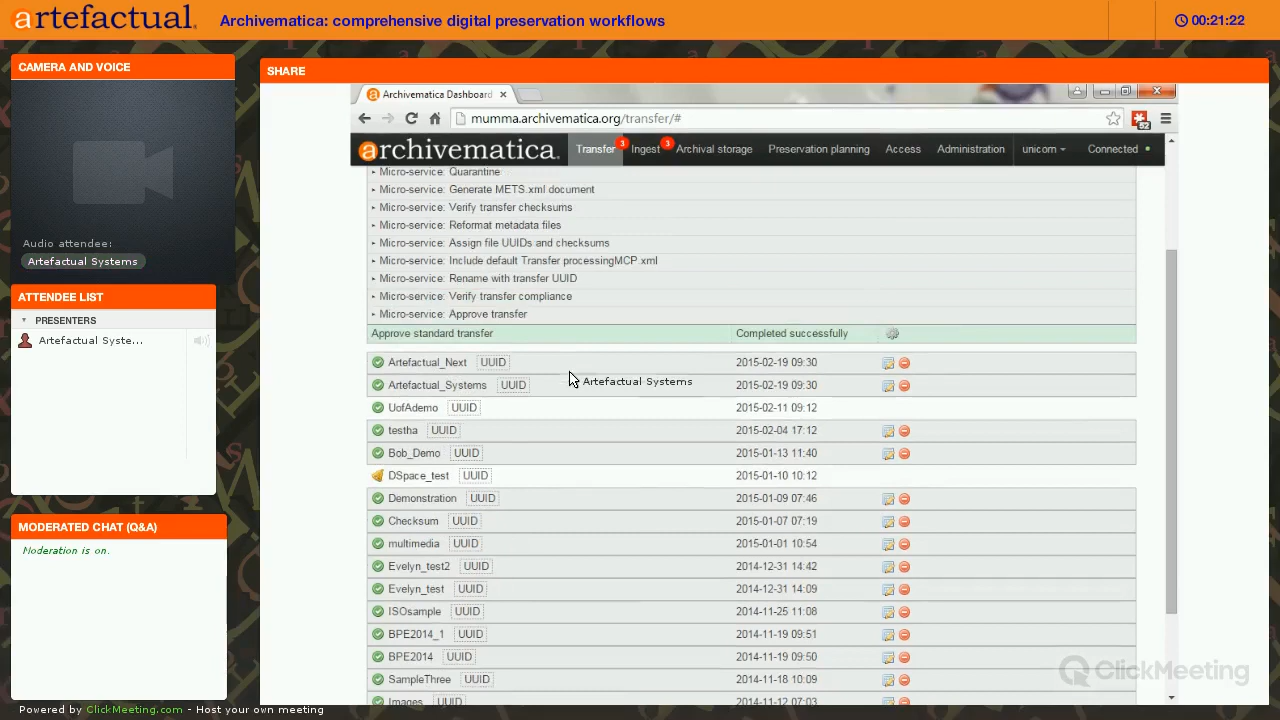 artefactual.
Archivematica: comprehensive digital preservation workflows
00:21:22
CAMERA AND VOICE
Audio attendee:
Artefactual Systems
ATTENDEE LIST
PRESENTERS
Artefactual Syste...
MODERATED CHAT (Q&A)
Moderation is on.
Powered by ClickMeeting.com - Host your own meeting
SHARE
Archivematica Dashboard
mumma.archivematica.org/transfer/#
52
archivematica. Transfer 3 Ingest 3 Archival storage Preservation planning Access Administration unicorn Connected
Micro-service: Quarantine
Micro-service: Generate METS.xml document
Micro-service: Verify transfer checksums
Micro-service: Reformat metadata files
Micro-service: Assign file UUIDs and checksums
Micro-service: Include default Transfer processingMCP.xml
Micro-service: Rename with transfer UUID
Micro-service: Verify transfer compliance
Micro-service: Approve transfer
Approve standard transfer Completed successfully
Artefactual_Next UUID 2015-02-19 09:30
Artefactual Systems
Artefactual_Systems UUID 2015-02-19 09:30
UofAdemo UUID 2015-02-11 09:12
testha UUID 2015-02-04 17:12
Bob_Demo UUID 2015-01-13 11:40
DSpace_test UUID 2015-01-10 10:12
Demonstration UUID 2015-01-09 07:46
Checksum UUID 2015-01-07 07:19
multimedia UUID 2015-01-01 10:54
Evelyn_test2 UUID 2014-12-31 14:42
Evelyn_test UUID 2014-12-31 14:09
ISOsample UUID 2014-11-25 11:08
BPE2014_1 UUID 2014-11-19 09:51
BPE2014 UUID 2014-11-19 09:50
SampleThree UUID 2014-11-18 10:09
Images UUID 2014-11-12 07:03
ClickMeeting